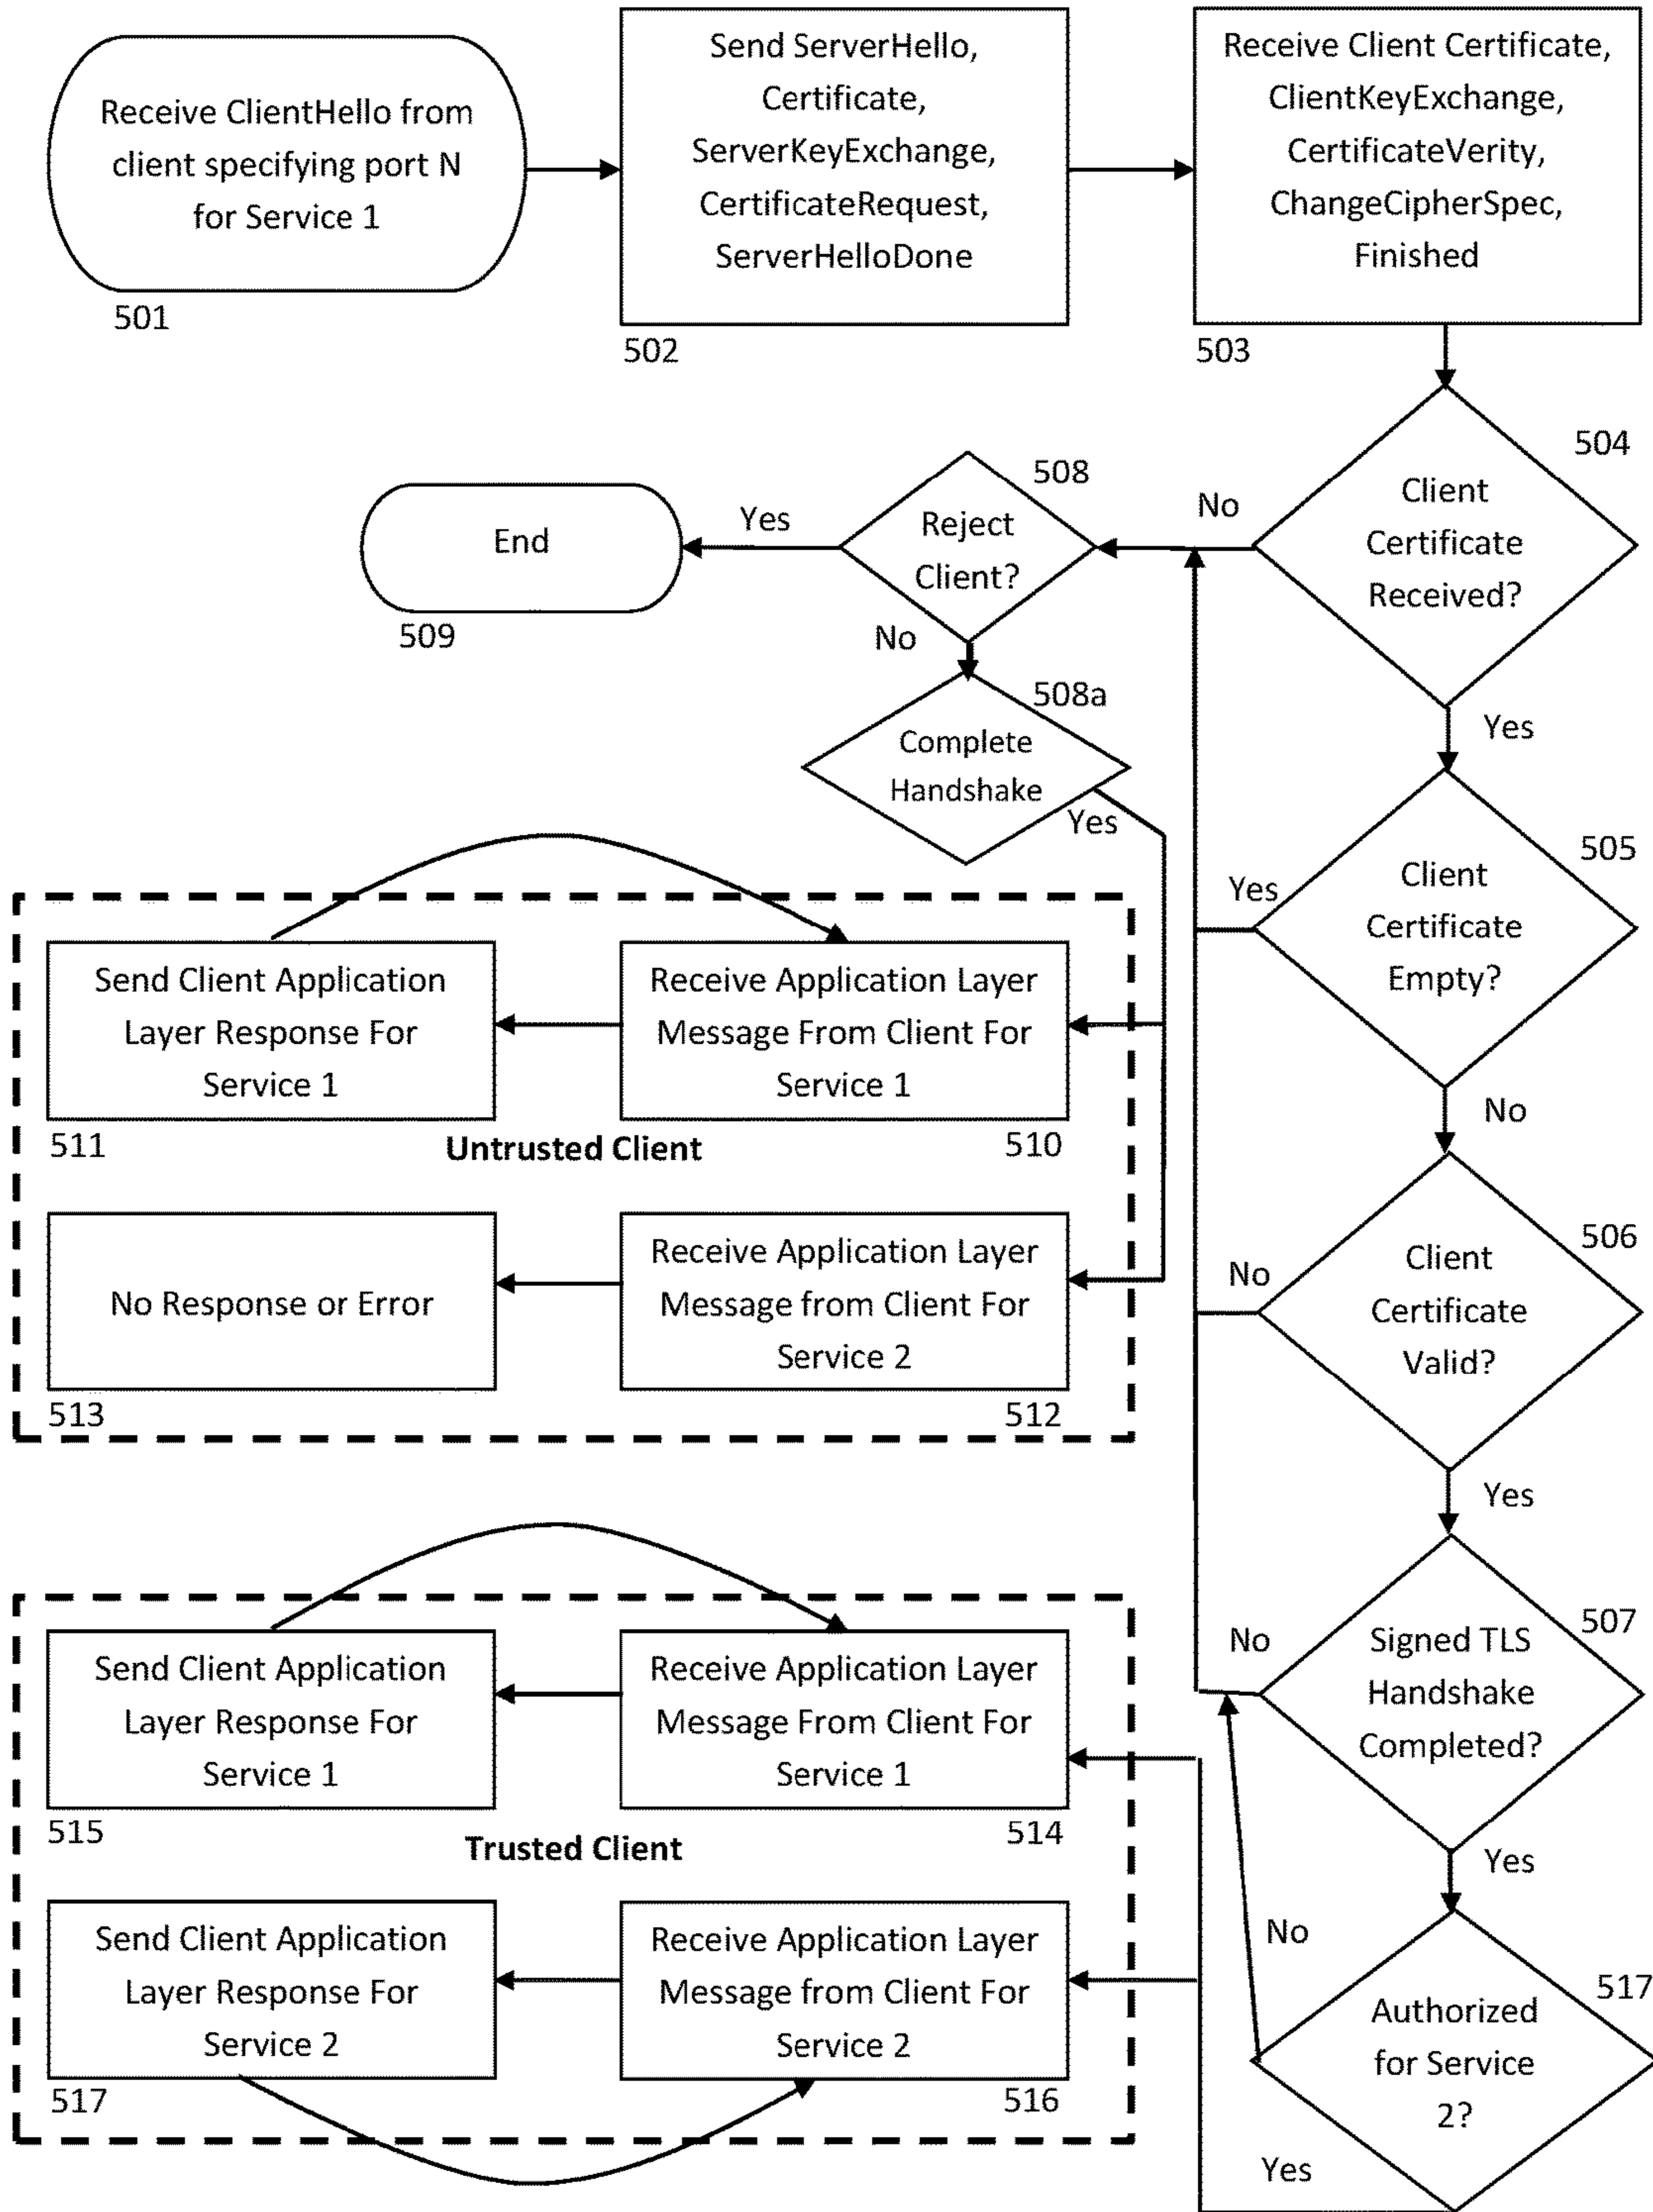 Receive ClientHello from
client specifying port N
for Service 1
501
Send ServerHello,
Certificate,
ServerKeyExchange,
CertificateRequest,
ServerHelloDone
502
Receive Client Certificate,
ClientKeyExchange,
CertificateVerity,
ChangeCipherSpec,
Finished
503
504
Client
Certificate
Received?
No
508
Reject
Client?
Yes
End
509
No
508a
Complete
Handshake
Yes
Yes
505
Client
Certificate
Empty?
Yes
No
Send Client Application
Layer Response For
Service 1
511
Receive Application Layer
Message From Client For
Service 1
510
Untrusted Client
No Response or Error
513
Receive Application Layer
Message from Client For
Service 2
512
506
Client
Certificate
Valid?
No
Yes
507
Signed TLS
Handshake
Completed?
No
Yes
Send Client Application
Layer Response For
Service 1
515
Receive Application Layer
Message From Client For
Service 1
514
Trusted Client
Send Client Application
Layer Response For
Service 2
517
Receive Application Layer
Message from Client For
Service 2
516
No
517
Authorized
for Service
2?
Yes